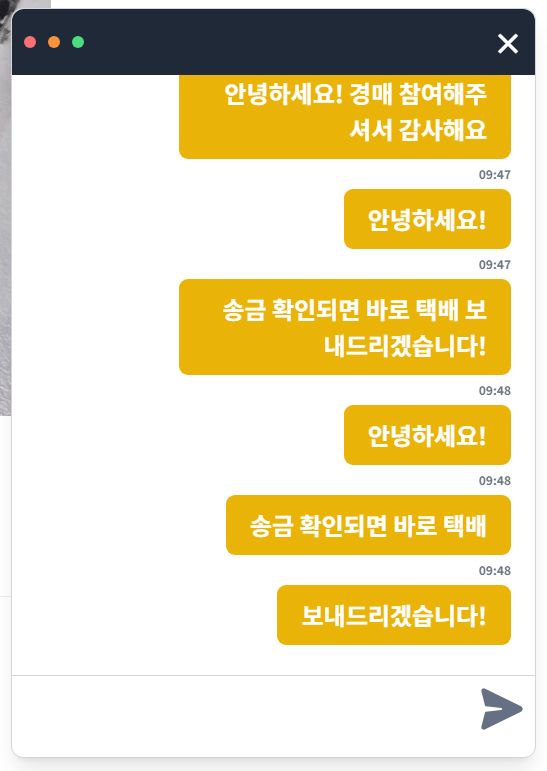 안녕하세요! 경매 참여해주
셔서 감사해요
09:47
안녕하세요!
09:47
송금 확인되면 바로 택배 보
내드리겠습니다!
09:48
안녕하세요!
09:48
송금 확인되면 바로 택배
09:48
보내드리겠습니다!